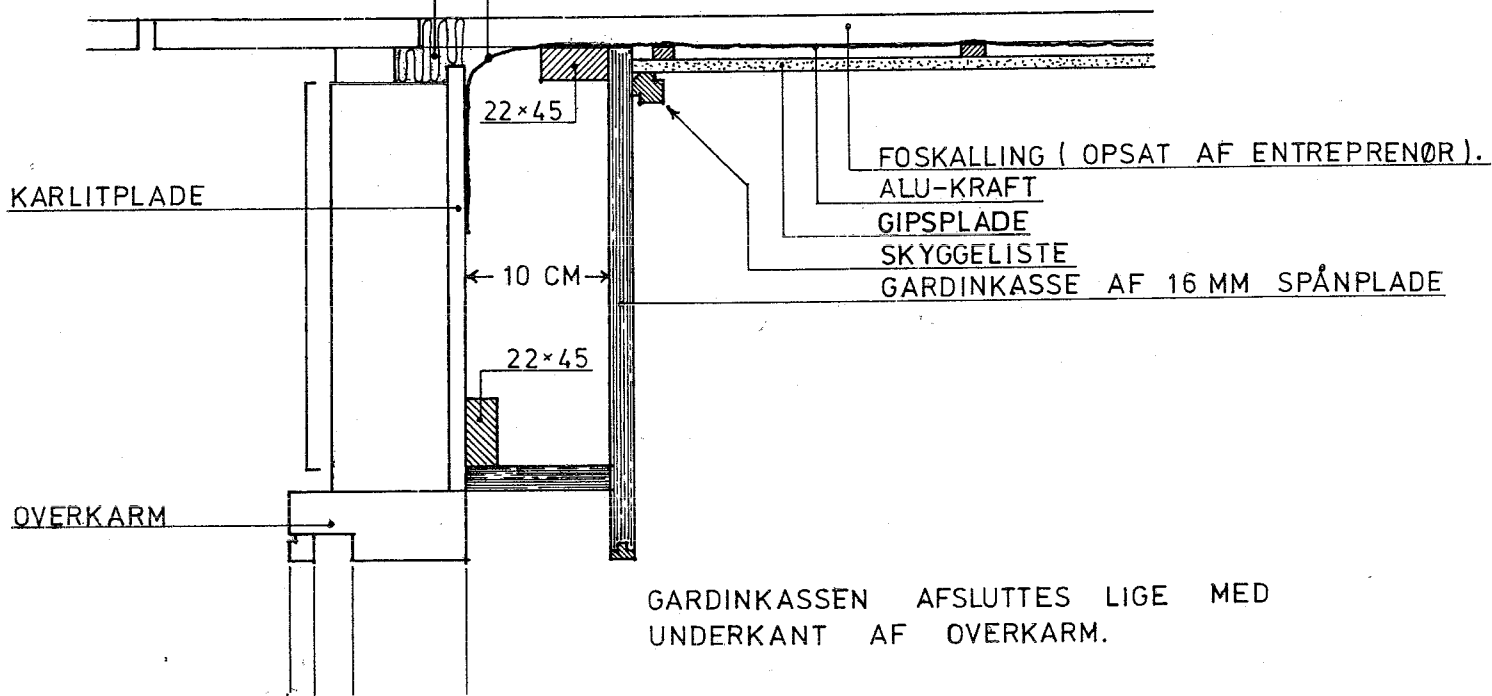 22×45
FOSKALLING ( OPSAT AF ENTREPRENØR).
ALU-KRAFT
KARLITPLADE
GIPSPLADE
SKYGGELISTE
10 CM
GARDINKASSE AF 16 MM SPÅNPLADE
22×45
OVERKARM
GARDINKASSEN AFSLUTTES LIGE MED
UNDERKANT AF OVERKARM.